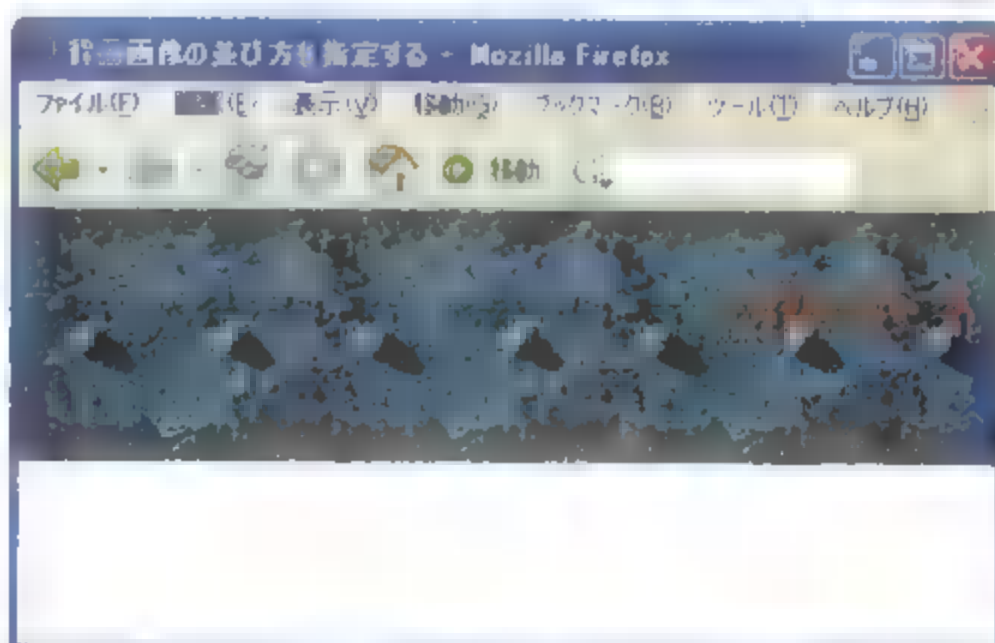 画像の並び方を指定する - Mozilla Firefox
ファイル(F) (E) 表示(V) 移動(G) ブックマーク(B) ツール(T) ヘルプ(H)
移動